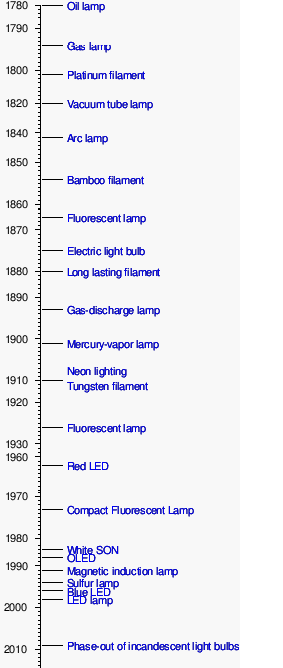 1780
Oil lamp
1790
Gas lamp
1800
Platinum filament
1820
Vacuum tube lamp
1840
Arc lamp
1850
Bamboo filament
1860
Fluorescent lamp
1870
Electric light bulb
1880
Long lasting filament
1890
Gas-discharge lamp
1900
Mercury-vapor lamp
Neon lighting
1910
Tungsten filament
1920
Fluorescent lamp
1930
1960
Red LED
1970
Compact Fluorescent Lamp
1980
White SON
OLED
1990
Magnetic induction lamp
Sulfur lamp
Blue LED
LED lamp
2000
Phase-out of incandescent light bulbs
2010